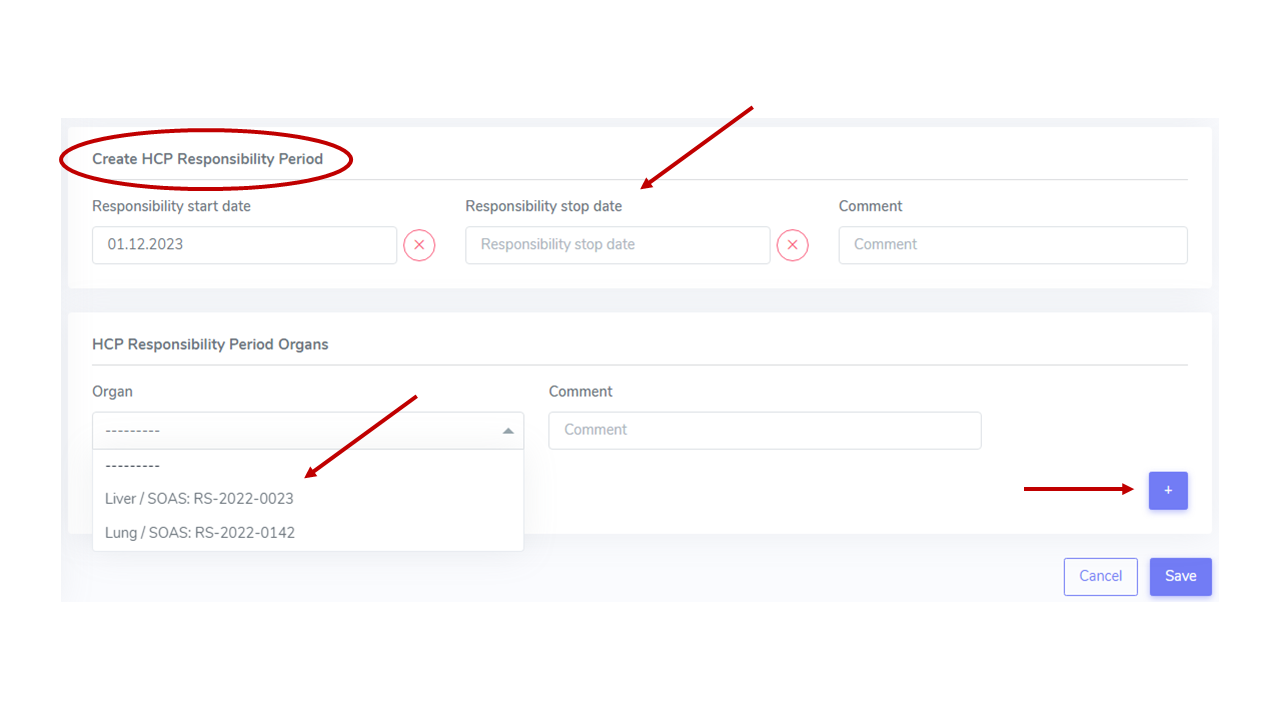 Create HCP Responsibility Period
Responsibility start date Responsibility stop date Comment
01.12.2023 Responsibility stop date Comment
HCP Responsibility Period Organs
Organ Comment
--------- Comment
---------
Liver / SOAS: RS-2022-0023
+
Lung / SOAS: RS-2022-0142
Cancel Save